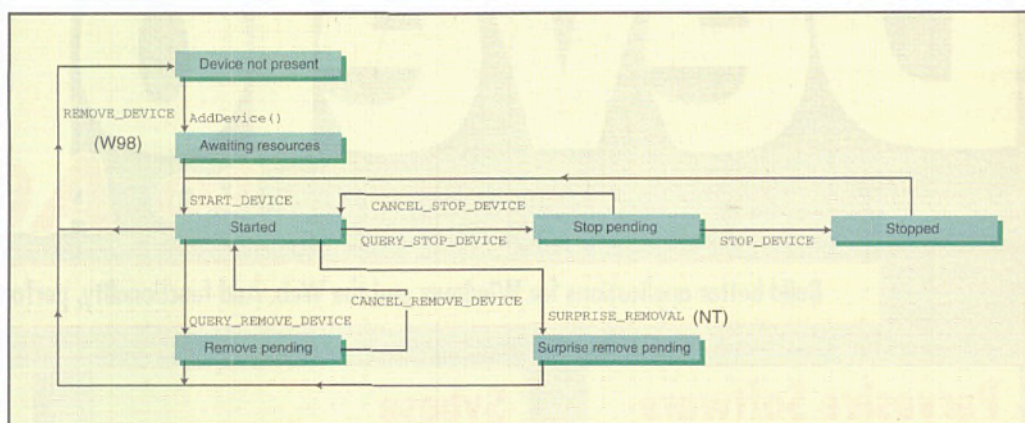 Device not present
REMOVE_DEVICE
(W98)
AddDevice()
Awaiting resources
START_DEVICE
CANCEL_STOP_DEVICE
Started
QUERY_STOP_DEVICE
Stop pending
STOP_DEVICE
Stopped
CANCEL_REMOVE_DEVICE
QUERY_REMOVE_DEVICE
SURPRISE_REMOVAL (NT)
Remove pending
Surprise remove pending